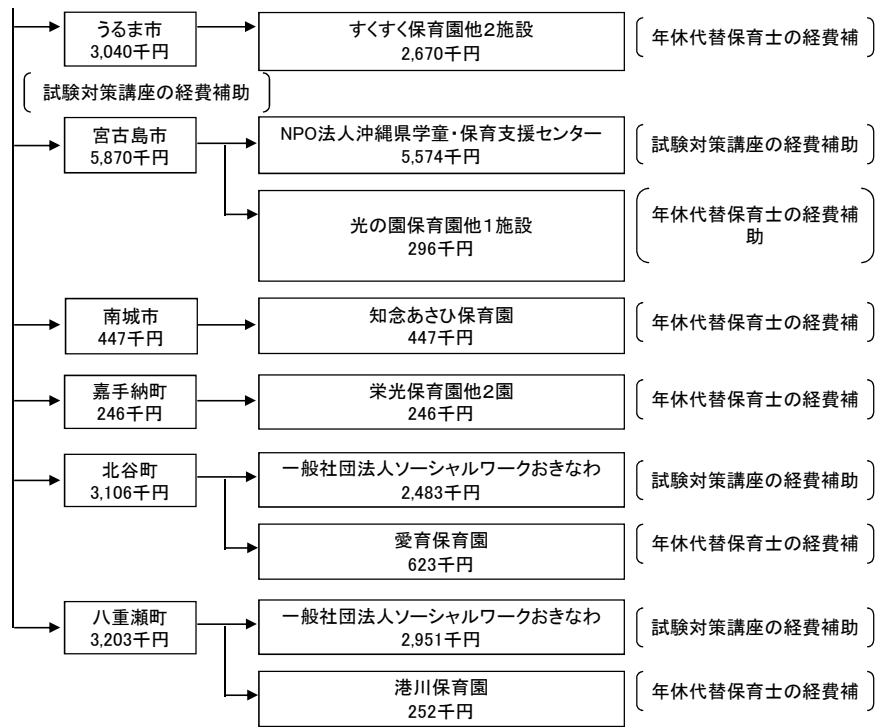 うるま市
3,040千円
すくすく保育園他2施設
2,670千円
年休代替保育士の経費補
試験対策講座の経費補助
宮古島市
5,870千円
NPO法人沖縄県学童・保育支援センター
5,574千円
試験対策講座の経費補助
光の園保育園他１施設
296千円
年休代替保育士の経費補
助
南城市
447千円
知念あさひ保育園
447千円
年休代替保育士の経費補
嘉手納町
246千円
栄光保育園他2園
246千円
年休代替保育士の経費補
北谷町
3,106千円
一般社団法人ソーシャルワークおきなわ
2,483千円
試験対策講座の経費補助
愛育保育園
623千円
年休代替保育士の経費補
八重瀬町
3,203千円
一般社団法人ソーシャルワークおきなわ
2,951千円
試験対策講座の経費補助
港川保育園
252千円
年休代替保育士の経費補